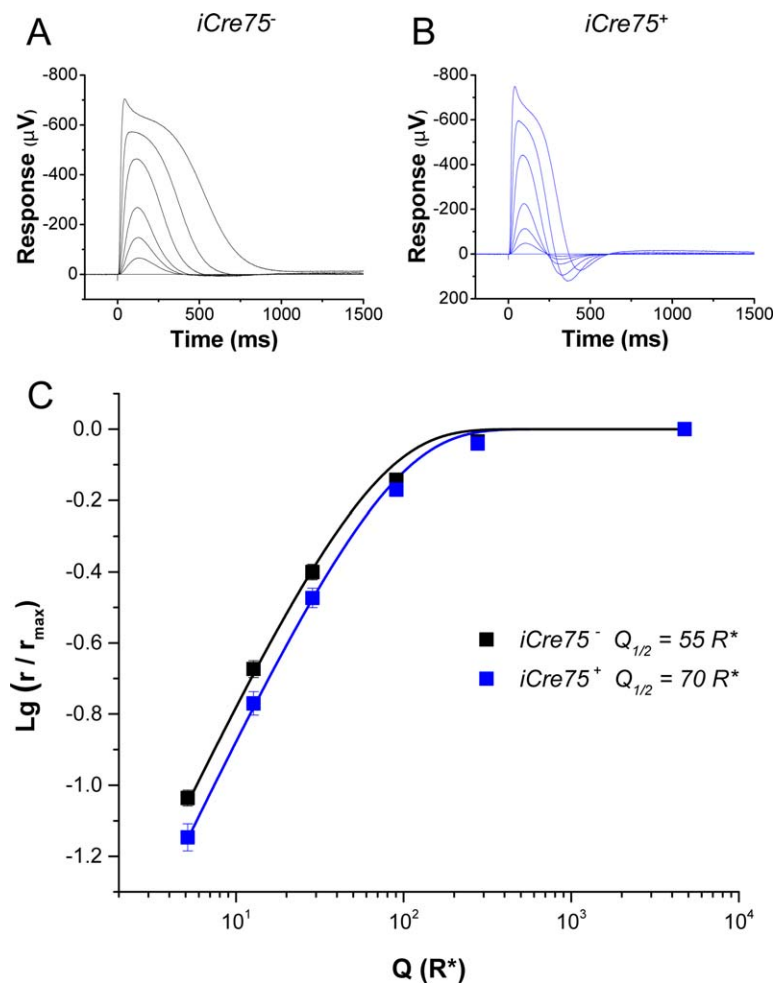 A
iCre75-
B
iCre75+
-800
-600
-400
-200
0
Response (μV)
0
500
1000
1500
Time (ms)
-800
-600
-400
-200
0
200
Response (μV)
0
500
1000
1500
Time (ms)
C
0.0
-0.2
-0.4
-0.6
-0.8
-1.0
-1.2
Lg (r / rmax)
iCre75- Q1/2 = 55 R*
iCre75+ Q1/2 = 70 R*
10¹
10²
10³
10⁴
Q (R*)